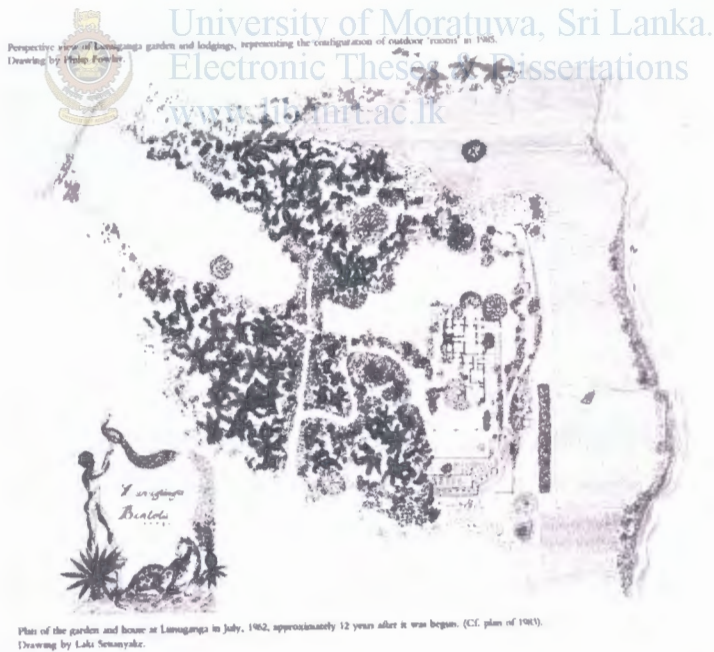 University of Moratuwa, Sri Lanka.
Perspective view of Lunuganga garden and lodgings, representing the configuration of outdoor 'rooms' in 1985.
Drawing by Philip Fowler.
Electronic Theses & Dissertations
www.lib.mrt.ac.lk
Plan of the garden and house at Lunuganga in July, 1962, approximately 12 years after it was begun. (Cf. plan of 1985).
Drawing by Laki Senanyake.